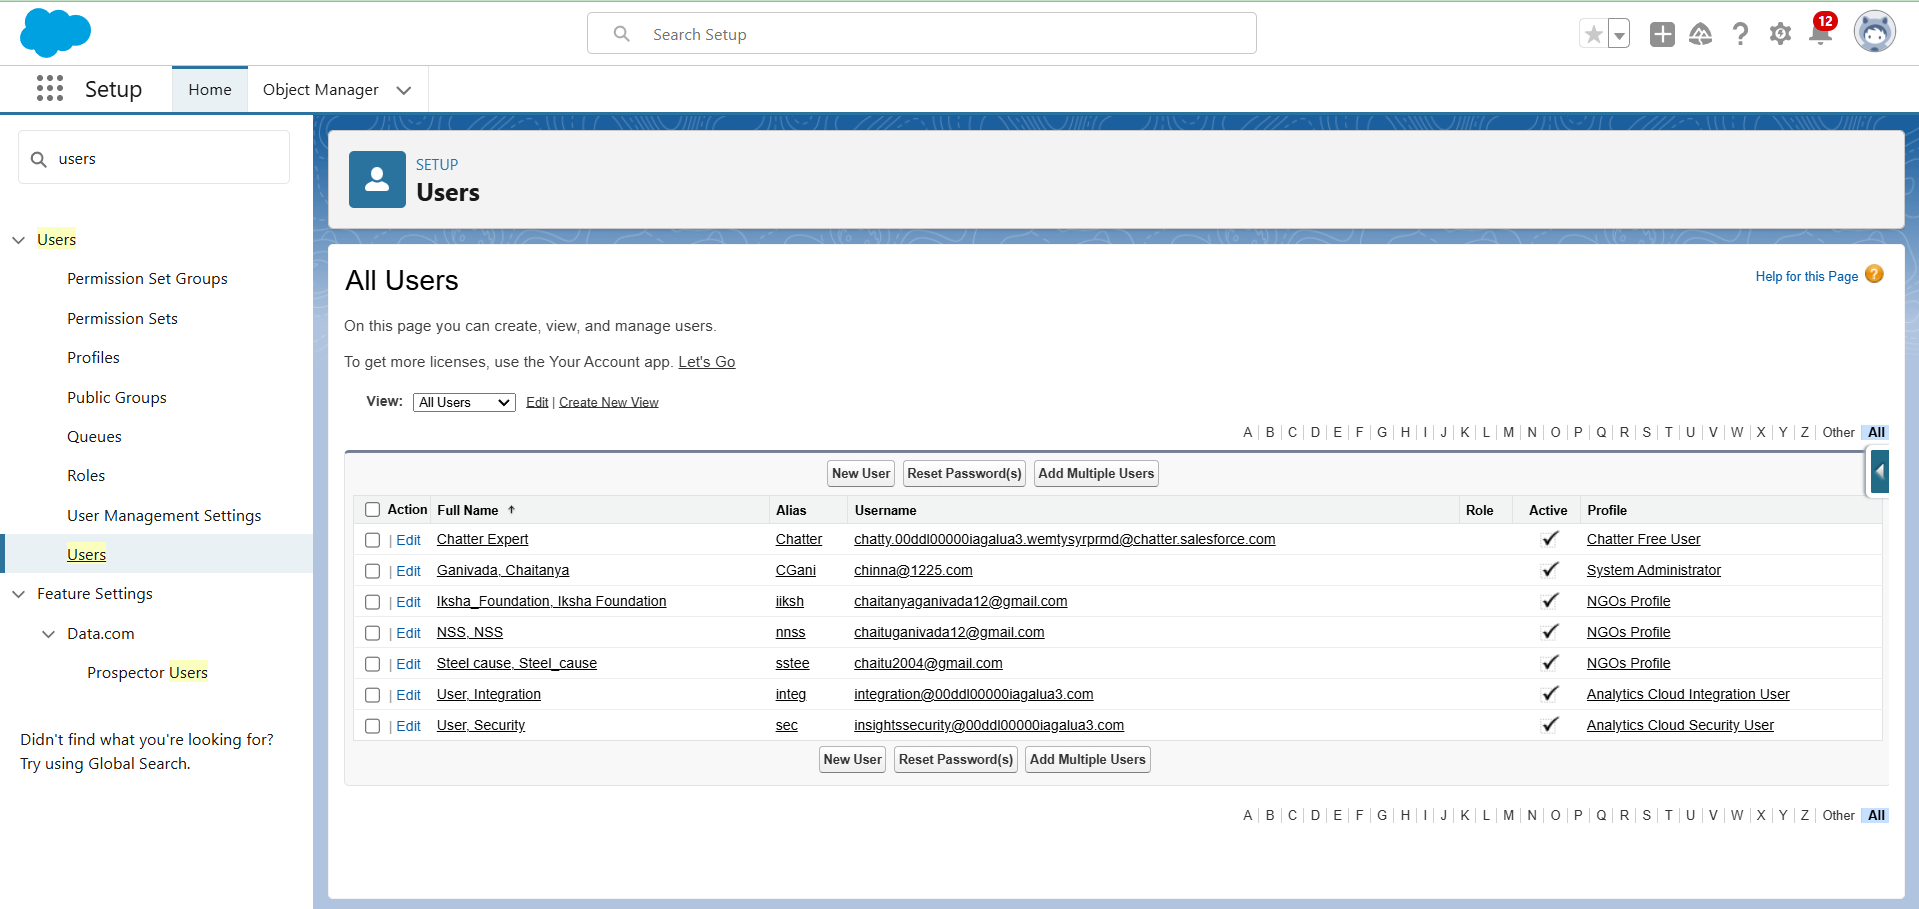 Search Setup
12
Setup
Home
Object Manager
users
Users
Permission Set Groups
Permission Sets
Profiles
Public Groups
Queues
Roles
User Management Settings
Users
Feature Settings
Data.com
Prospector Users
Didn't find what you're looking for?
Try using Global Search.
SETUP
Users
All Users
Help for this Page ?
On this page you can create, view, and manage users.
To get more licenses, use the Your Account app. Let's Go
View: All Users Edit | Create New View
A | B | C | D | E | F | G | H | I | J | K | L | M | N | O | P | Q | R | S | T | U | V | W | X | Y | Z | Other All
New User Reset Password(s) Add Multiple Users
Action Full Name ↑ Alias Username Role Active Profile
| Edit Chatter Expert Chatter chatty.00ddl00000iagalua3.wemtysyrprmd@chatter.salesforce.com Chatter Free User
| Edit Ganivada, Chaitanya CGani chinna@1225.com System Administrator
| Edit Iksha_Foundation, Iksha Foundation iiksh chaitanyaganivada12@gmail.com NGOs Profile
| Edit NSS, NSS nnss chaituganivada12@gmail.com NGOs Profile
| Edit Steel cause, Steel_cause sstee chaitu2004@gmail.com NGOs Profile
| Edit User, Integration integ integration@00ddl00000iagalua3.com Analytics Cloud Integration User
| Edit User, Security sec insightssecurity@00ddl00000iagalua3.com Analytics Cloud Security User
New User Reset Password(s) Add Multiple Users
A | B | C | D | E | F | G | H | I | J | K | L | M | N | O | P | Q | R | S | T | U | V | W | X | Y | Z | Other All